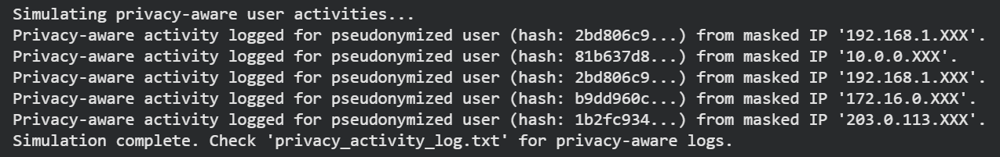 Simulating privacy-aware user activities...
Privacy-aware activity logged for pseudonymized user (hash: 2bd806c9...) from masked IP '192.168.1.XXX'.
Privacy-aware activity logged for pseudonymized user (hash: 81b637d8...) from masked IP '10.0.0.XXX'.
Privacy-aware activity logged for pseudonymized user (hash: 2bd806c9...) from masked IP '192.168.1.XXX'.
Privacy-aware activity logged for pseudonymized user (hash: b9dd960c...) from masked IP '172.16.0.XXX'.
Privacy-aware activity logged for pseudonymized user (hash: 1b2fc934...) from masked IP '203.0.113.XXX'.
Simulation complete. Check 'privacy_activity_log.txt' for privacy-aware logs.